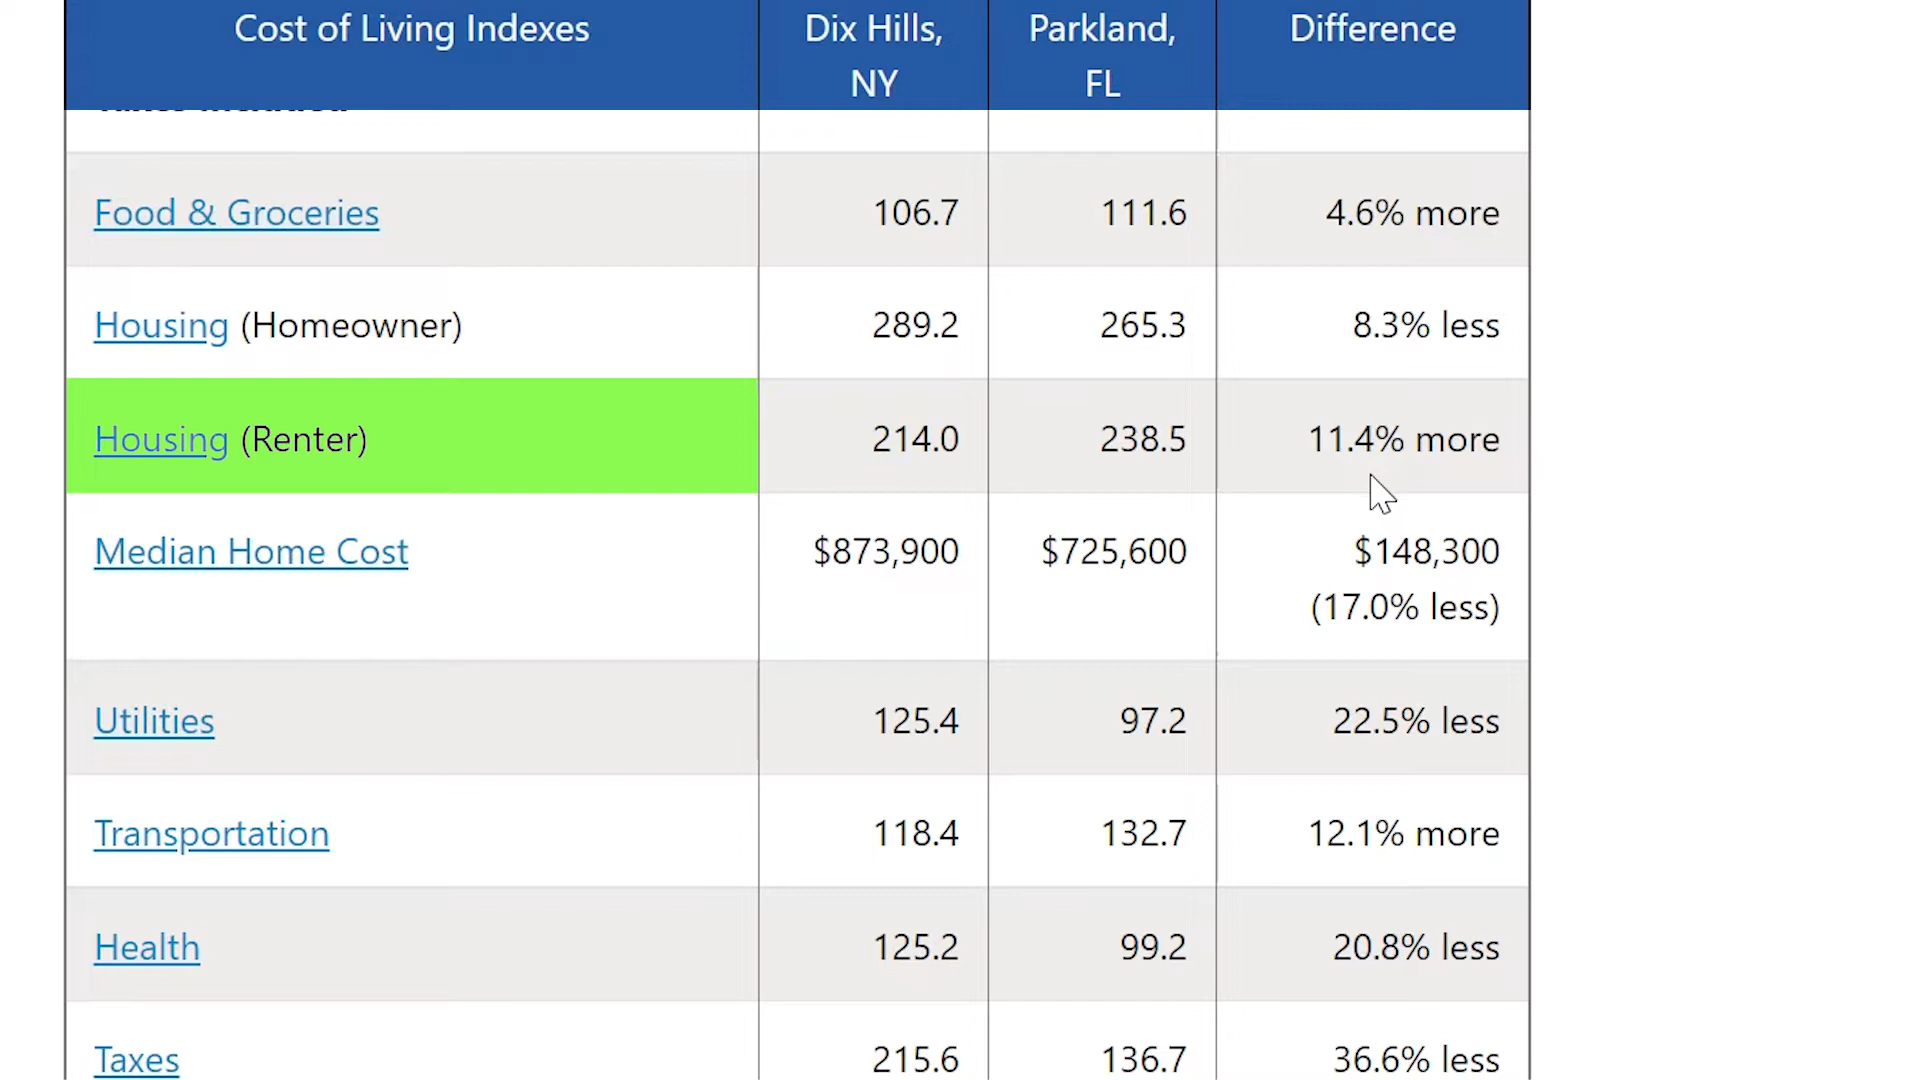 Cost of Living Indexes
Dix Hills,
NY
Parkland,
FL
Difference
Food & Groceries 106.7 111.6 4.6% more
Housing (Homeowner) 289.2 265.3 8.3% less
Housing (Renter) 214.0 238.5 11.4% more
Median Home Cost $873,900 $725,600 $148,300
(17.0% less)
Utilities 125.4 97.2 22.5% less
Transportation 118.4 132.7 12.1% more
Health 125.2 99.2 20.8% less
Taxes 215.6 136.7 36.6% less